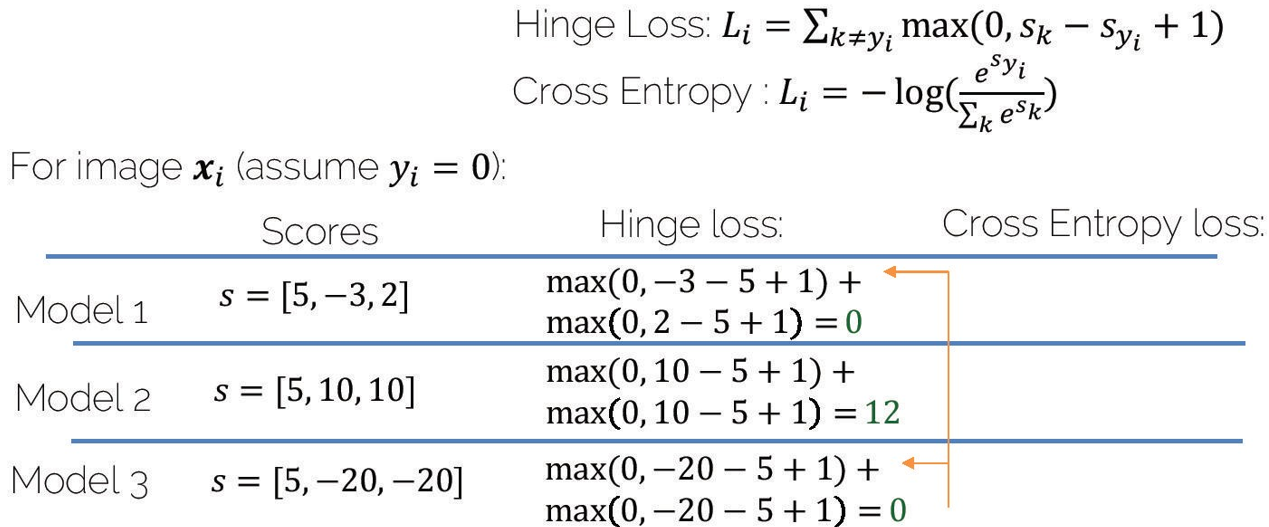 Hinge Loss: $L_i = \sum_{k \neq y_i} \max(0, s_k - s_{y_i} + 1)$
Cross Entropy : $L_i = -\log(\frac{e^{s_{y_i}}}{\sum_k e^{s_k}})$
For image $\boldsymbol{x}_i$ (assume $y_i = 0$):
Scores Hinge loss: Cross Entropy loss:
Model 1 s = [5, −3, 2] max(0, −3 − 5 + 1) +
max(0, 2 − 5 + 1) = 0
Model 2 s = [5, 10, 10] max(0, 10 − 5 + 1) +
max(0, 10 − 5 + 1) = 12
Model 3 s = [5, −20, −20] max(0, −20 − 5 + 1) +
max(0, −20 − 5 + 1) = 0